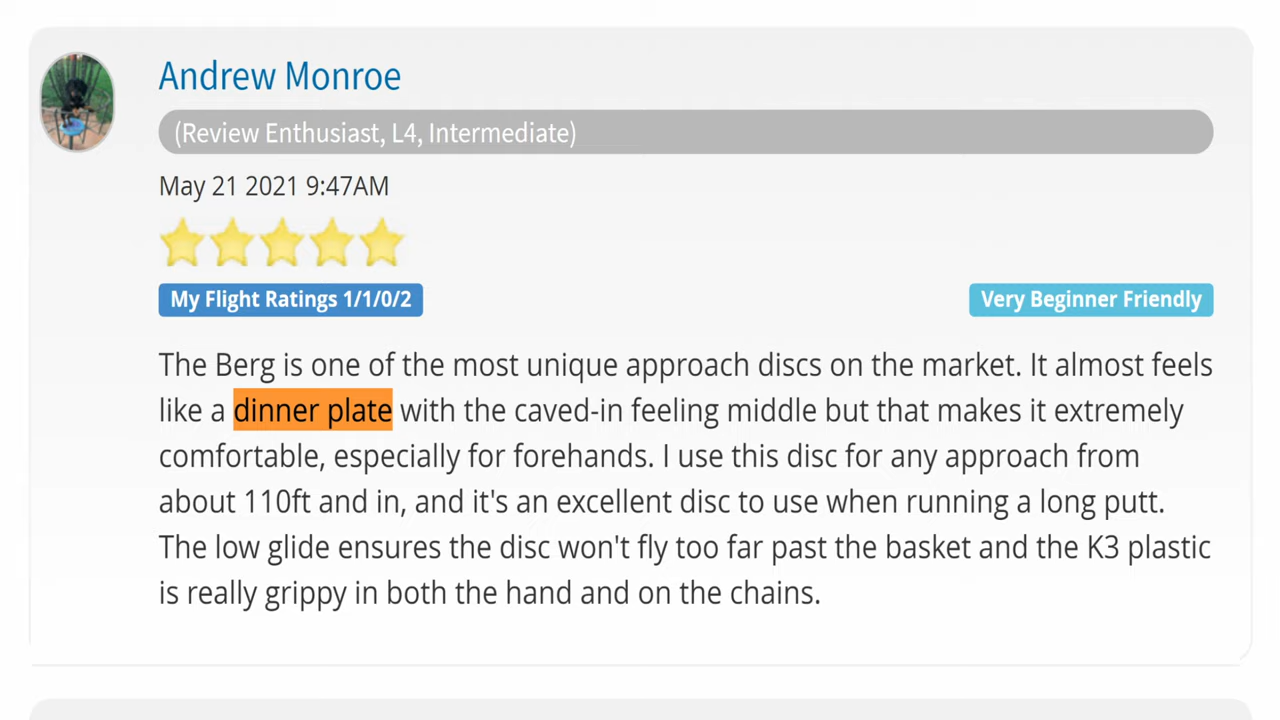 Andrew Monroe
(Review Enthusiast, L4, Intermediate)
May 21 2021 9:47AM
My Flight Ratings 1/1/0/2
Very Beginner Friendly
The Berg is one of the most unique approach discs on the market. It almost feels
like a dinner plate with the caved-in feeling middle but that makes it extremely
comfortable, especially for forehands. I use this disc for any approach from
about 110ft and in, and it's an excellent disc to use when running a long putt.
The low glide ensures the disc won't fly too far past the basket and the K3 plastic
is really grippy in both the hand and on the chains.